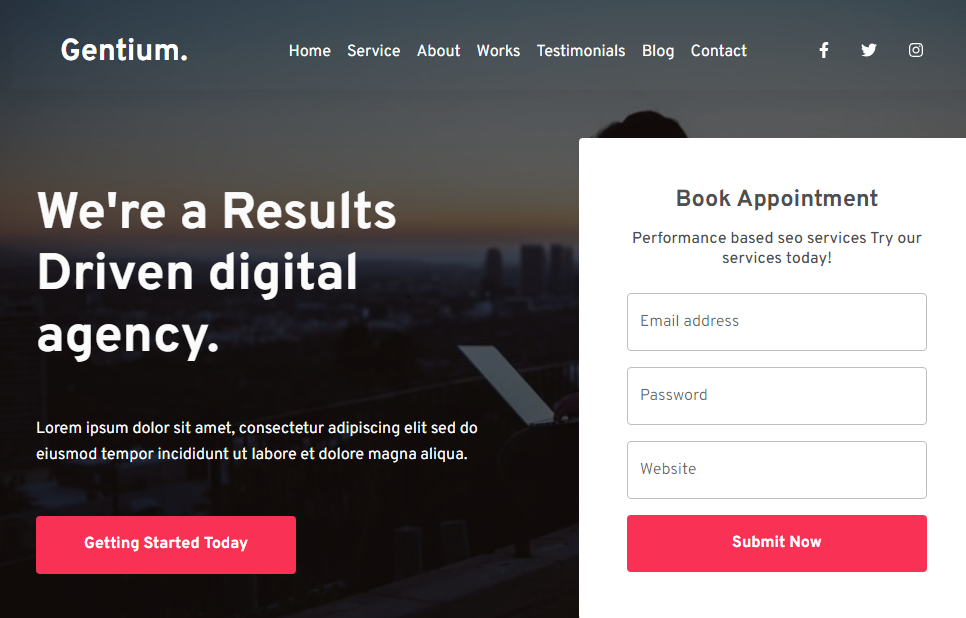 Gentium.
Home Service About Works Testimonials Blog Contact
We're a Results
Driven digital
agency.
Lorem ipsum dolor sit amet, consectetur adipiscing elit sed do
eiusmod tempor incididunt ut labore et dolore magna aliqua.
Getting Started Today
Book Appointment
Performance based seo services Try our
services today!
Email address
Password
Website
Submit Now